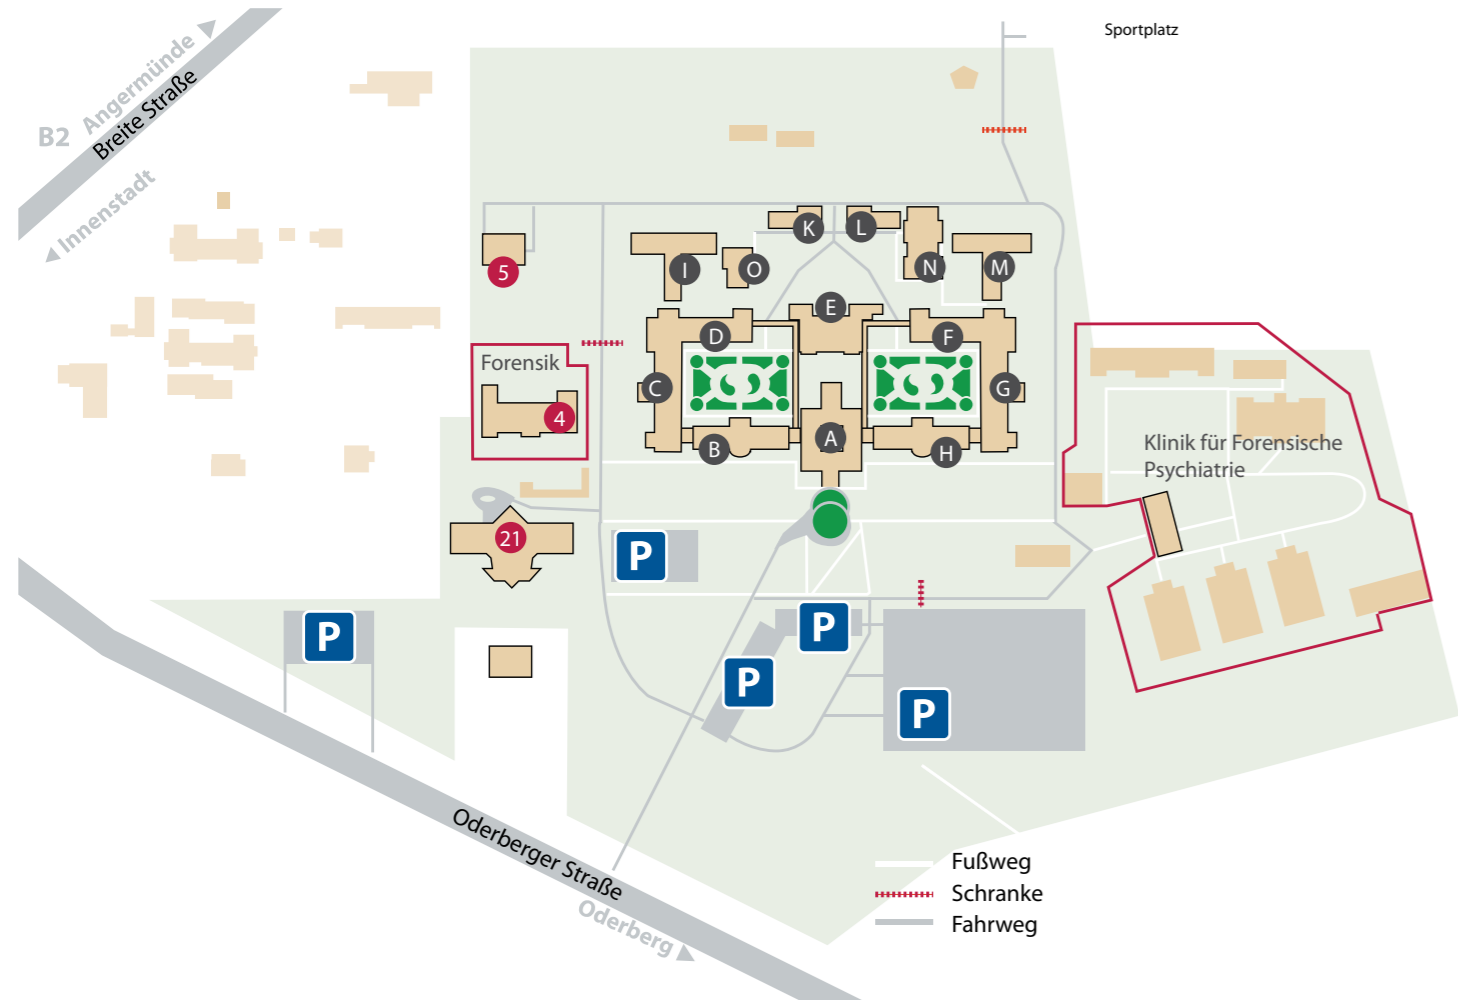 Sportplatz
Angermünde
B2
Breite Straße
Innenstadt
K
L
I
O
N
M
5
E
D
F
Forensik
C
G
4
B
A
H
Klinik für Forensische
Psychiatrie
21
P
P
P
P
P
Oderberger Straße
Oderberg
Fußweg
Schranke
Fahrweg